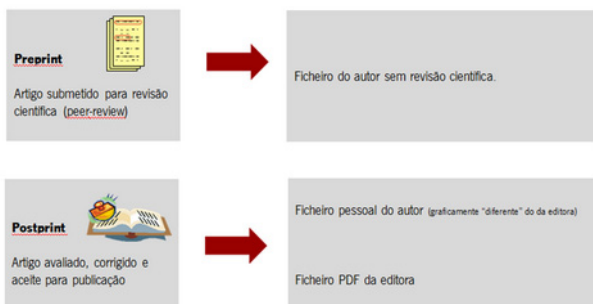 Preprint
Artigo submetido para revisão
científica (peer-review)
Ficheiro do autor sem revisão científica.
Postprint
Artigo avaliado, corrigido e
aceite para publicação
Ficheiro pessoal do autor (graficamente "diferente" do da editora)
Ficheiro PDF da editora